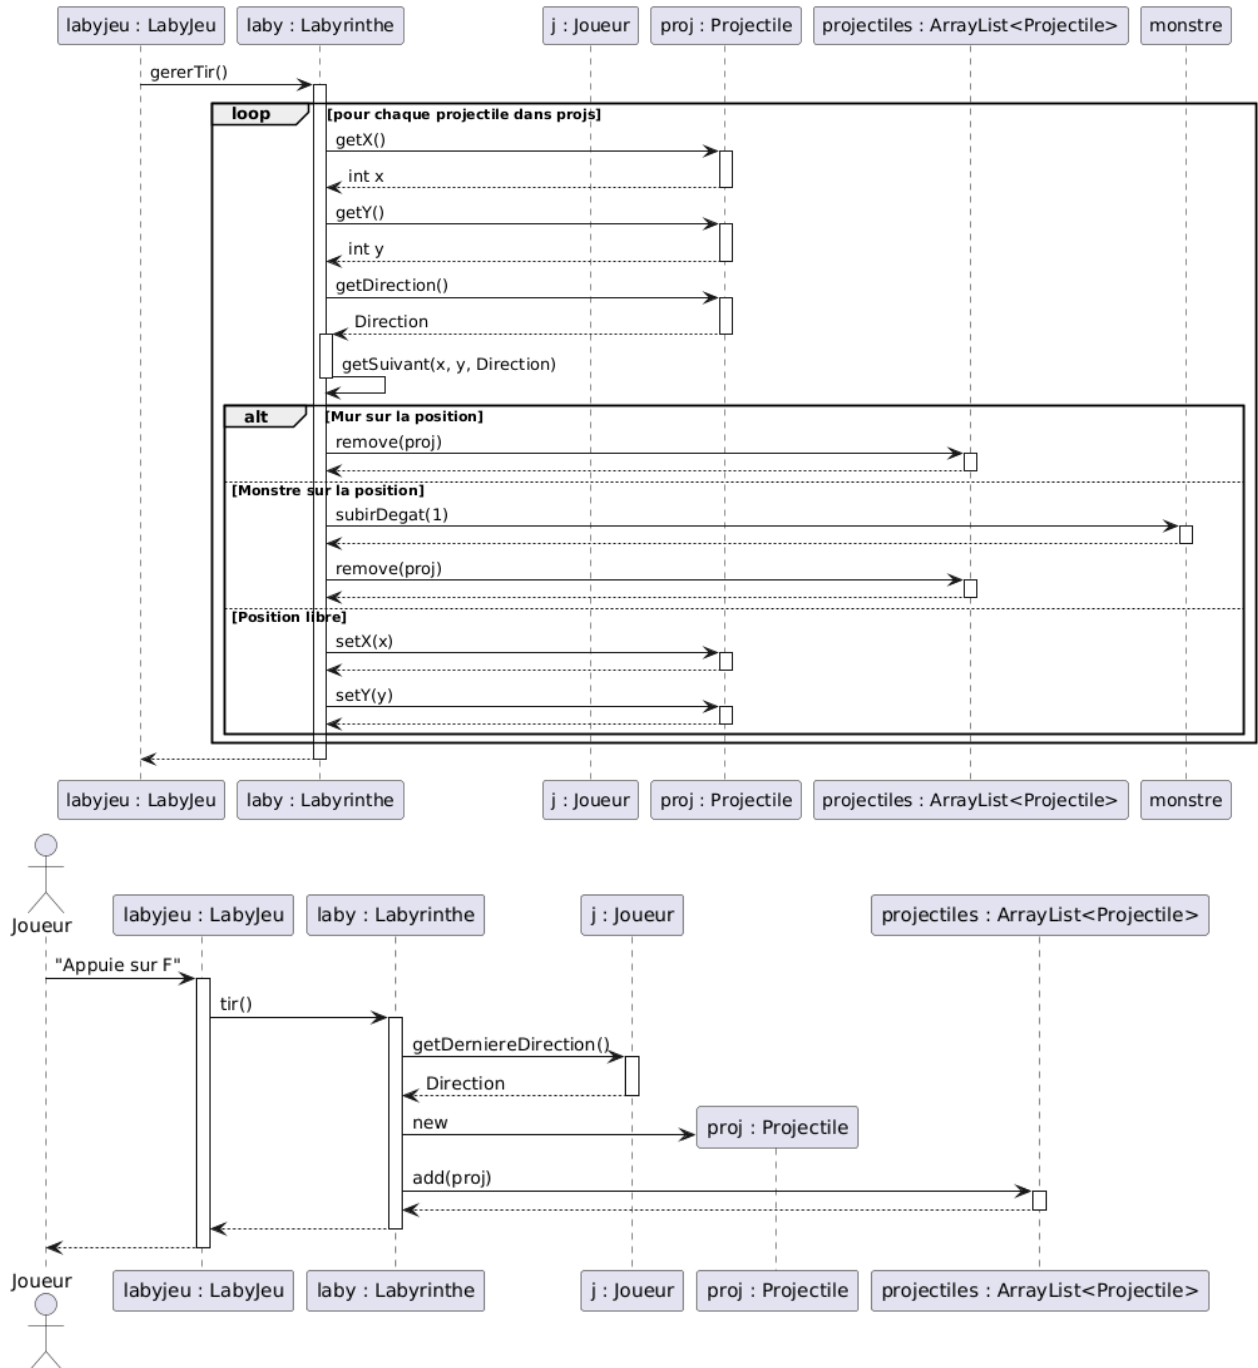 labyjeu : LabyJeu
laby : Labyrinthe
j : Joueur
proj : Projectile
projectiles : ArrayList<Projectile>
monstre
gererTir()
loop
[pour chaque projectile dans projs]
getX()
int x
getY()
int y
getDirection()
Direction
getSuivant(x, y, Direction)
alt
[Mur sur la position]
remove(proj)
[Monstre sur la position]
subirDegat(1)
remove(proj)
[Position libre]
setX(x)
setY(y)
labyjeu : LabyJeu
laby : Labyrinthe
j : Joueur
proj : Projectile
projectiles : ArrayList<Projectile>
monstre
Joueur
labyjeu : LabyJeu
laby : Labyrinthe
j : Joueur
projectiles : ArrayList<Projectile>
"Appuie sur F"
tir()
getDerniereDirection()
Direction
new
proj : Projectile
add(proj)
Joueur
labyjeu : LabyJeu
laby : Labyrinthe
j : Joueur
proj : Projectile
projectiles : ArrayList<Projectile>